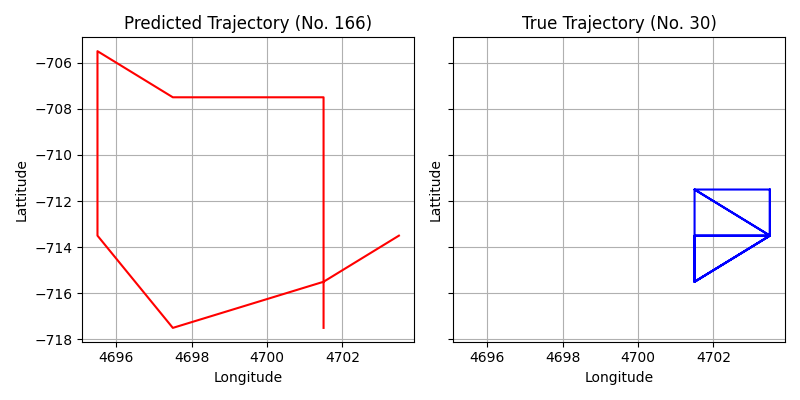 Predicted Trajectory (No. 166)
True Trajectory (No. 30)
−706
−708
−710
−712
−714
−716
−718
Lattitude
Lattitude
4696
4698
4700
4702
4696
4698
4700
4702
Longitude
Longitude